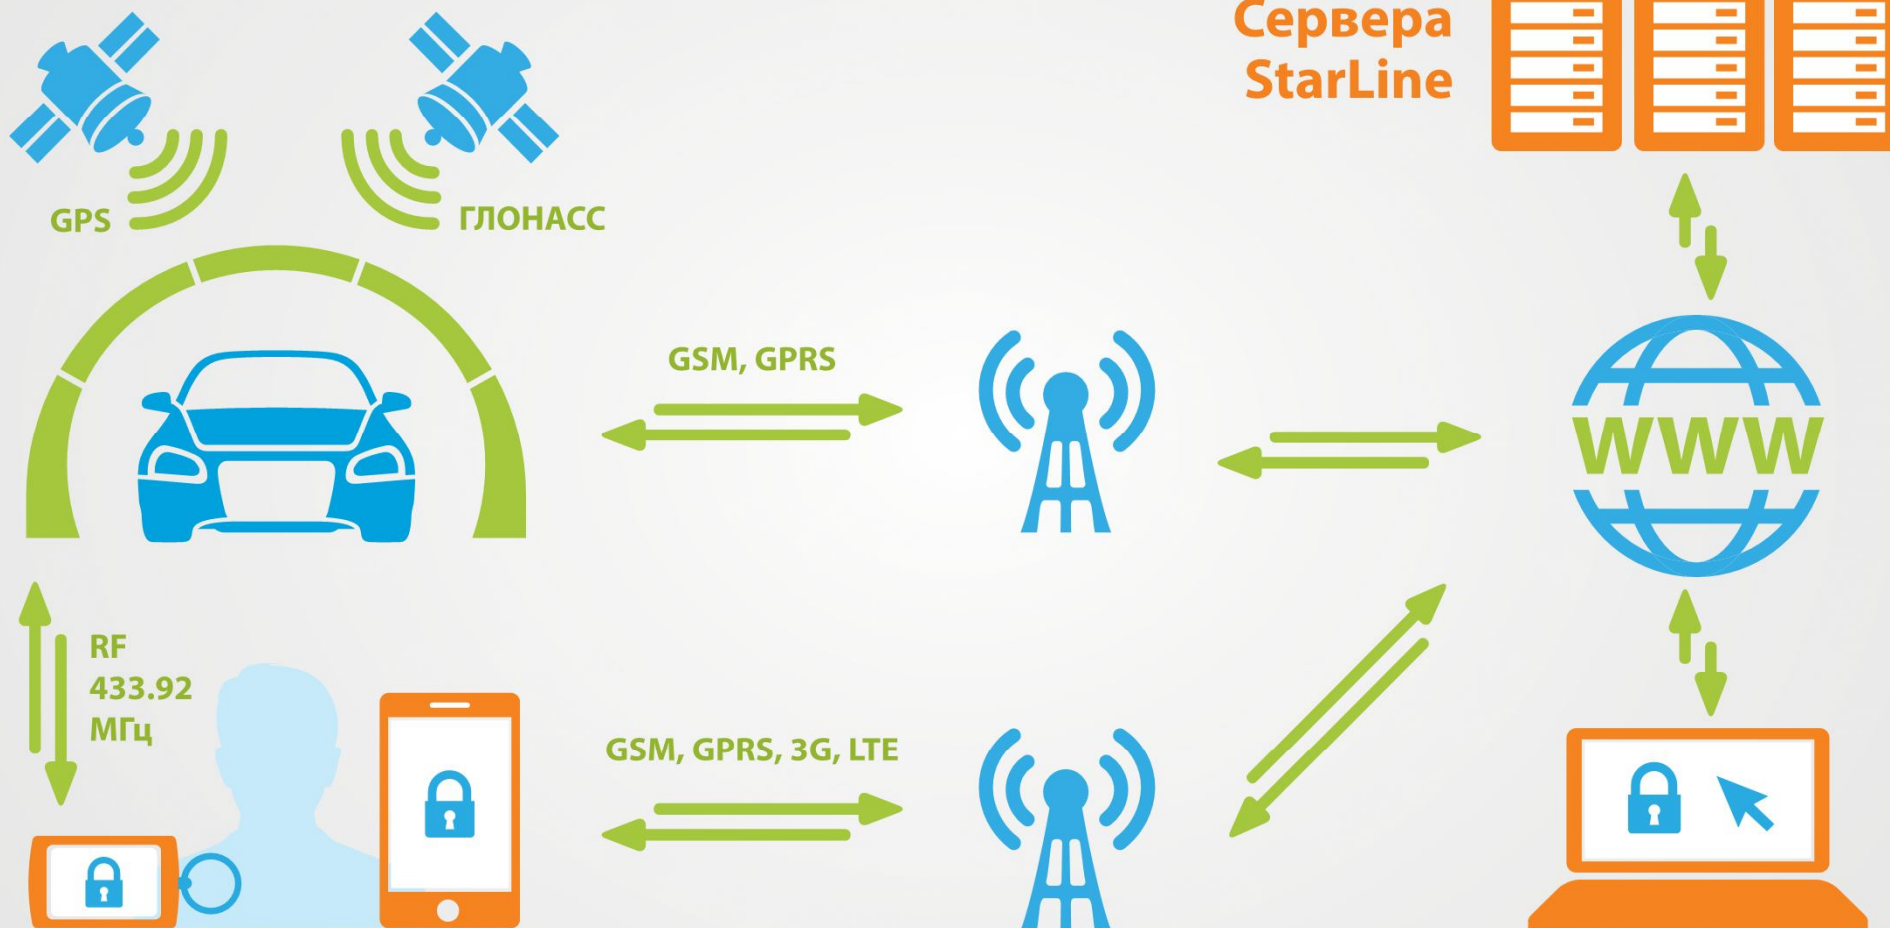 Сервера
StarLine
GPS
ГЛОНАСС
GSM, GPRS
WWW
RF
433.92
МГц
GSM, GPRS, 3G, LTE